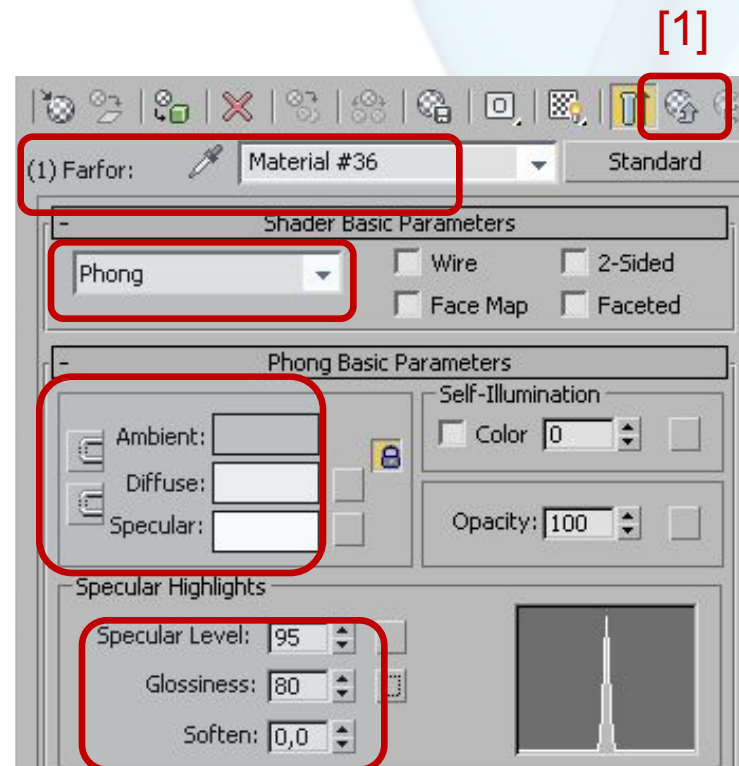 [1]
(1) Farfor: Material #36 Standard
- Shader Basic Parameters
Phong Wire 2-Sided
Face Map Faceted
- Phong Basic Parameters
Self-Illumination
Ambient: Color 0
Diffuse:
Specular: Opacity: 100
Specular Highlights
Specular Level: 95
Glossiness: 80
Soften: 0,0